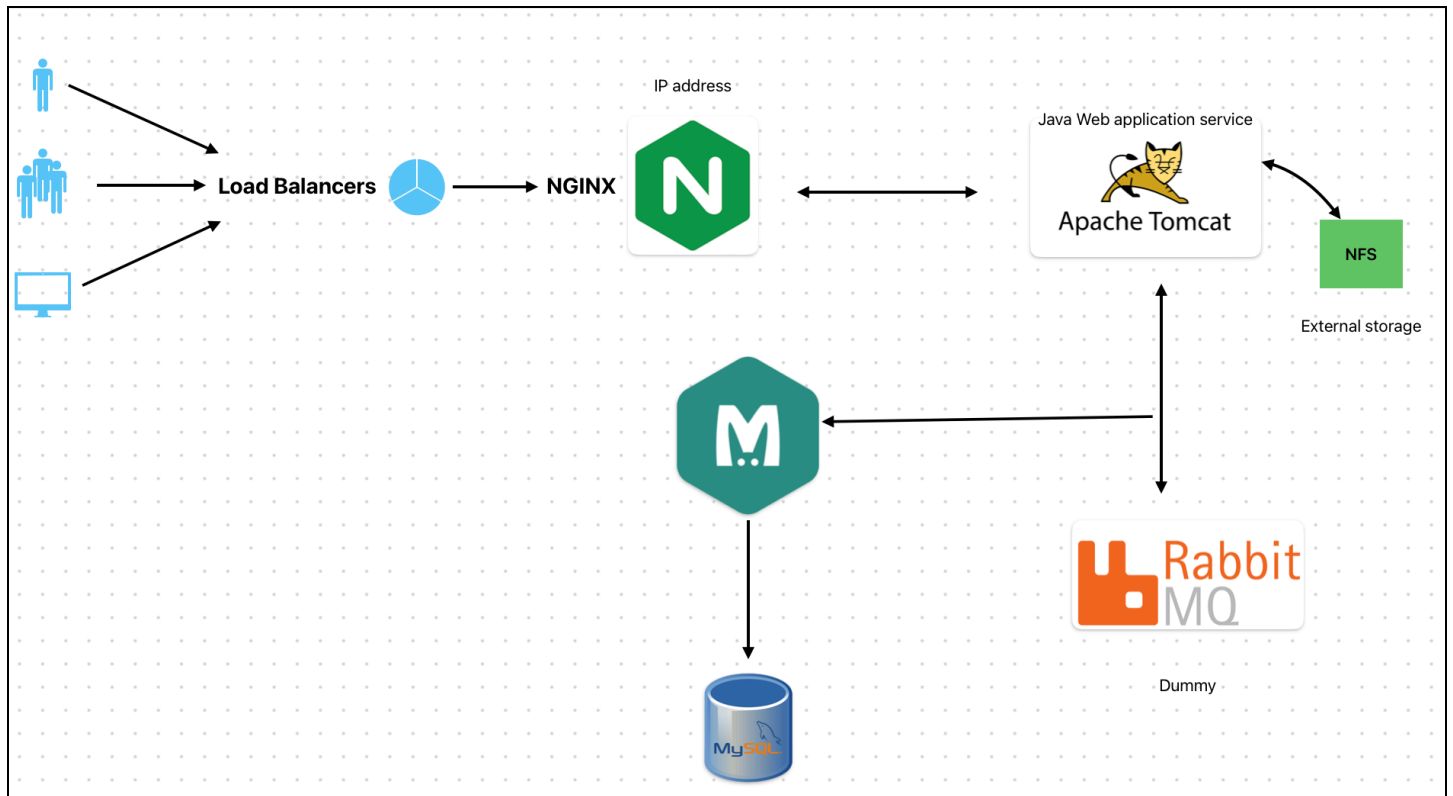 IP address
Java Web application service
Apache Tomcat
Load Balancers
NGINX
N
NFS
External storage
M
Rabbit
MQ
Dummy
MySQL